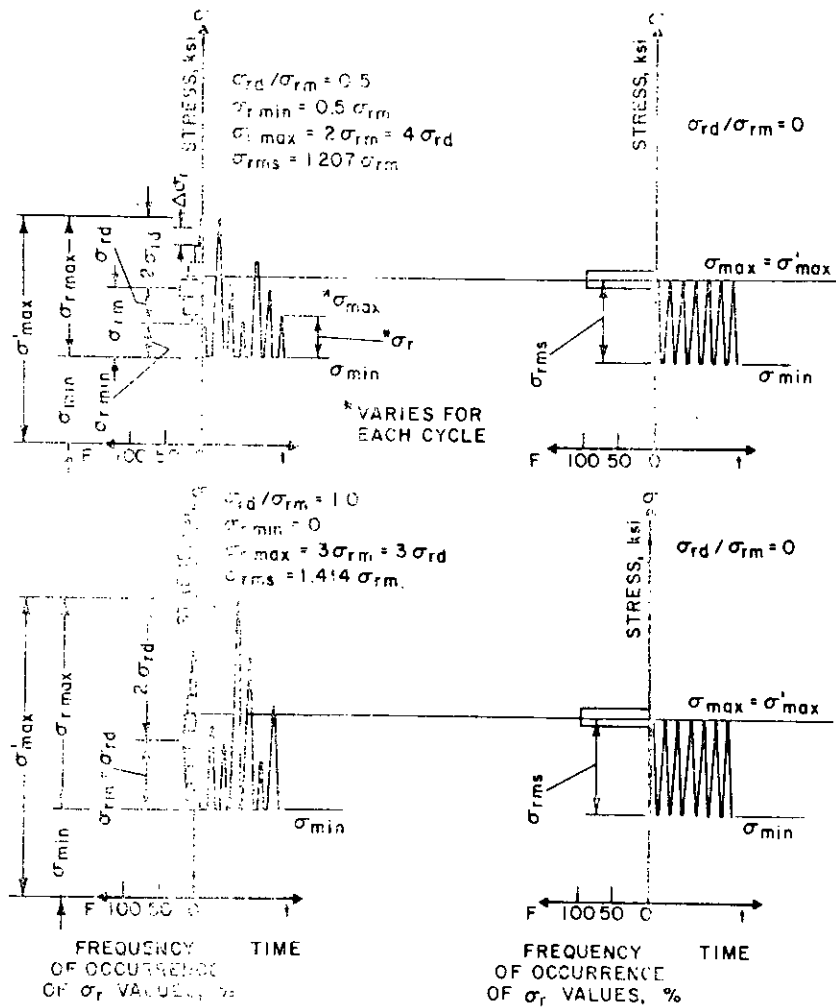 σ
STRESS, ksi
σrd/σrm = 0.5
σr min = 0.5 σrm
σ'r max = 2 σrm = 4 σrd
σrms = 1.207 σrm
Δσr
σrd
2 σrd
σrm
σr max
σ'max
σmin
σr min
*σmax
*σr
σmin
*VARIES FOR
EACH CYCLE
F 100 50 0 t
σ
STRESS, ksi
σrd/σrm = 0
σmax = σ'max
σrms
σmin
F 100 50 0 t
σrd/σrm = 1.0
σr min = 0
σr max = 3 σrm = 3 σrd
σrms = 1.414 σrm
σ'max
σr max
2 σrd
σrm = σrd
σmin
σmin
F 100 50 0 t
FREQUENCY TIME
OF OCCURRENCE
OF σr VALUES, %
σ
STRESS, ksi
σrd/σrm = 0
σmax = σ'max
σrms
σmin
F 100 50 0 t
FREQUENCY TIME
OF OCCURRENCE
OF σr VALUES, %